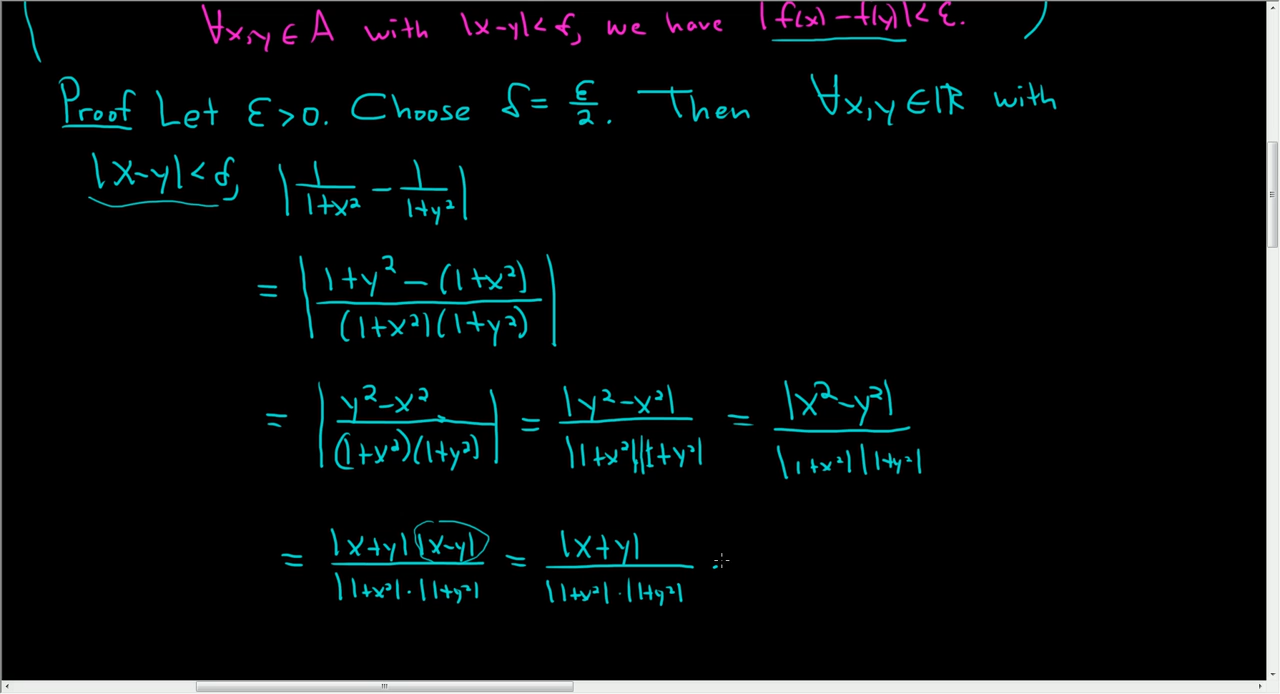 ∀x,y ∈ A with |x-y| < δ, we have |f(x) - f(y)| < ε. )
Proof Let ε > 0. Choose δ = ε/2. Then ∀x,y ∈ ℝ with
|x-y| < δ, | 1/(1+x²) - 1/(1+y²) |
= | (1+y² - (1+x²)) / ((1+x²)(1+y²)) |
= | (y²-x²) / ((1+x²)(1+y²)) | = |y²-x²| / (|1+x²||1+y²|) = |x²-y²| / (|1+x²||1+y²|)
= |x+y||x-y| / (|1+x²|·|1+y²|) = |x+y| / (|1+x²|·|1+y²|)